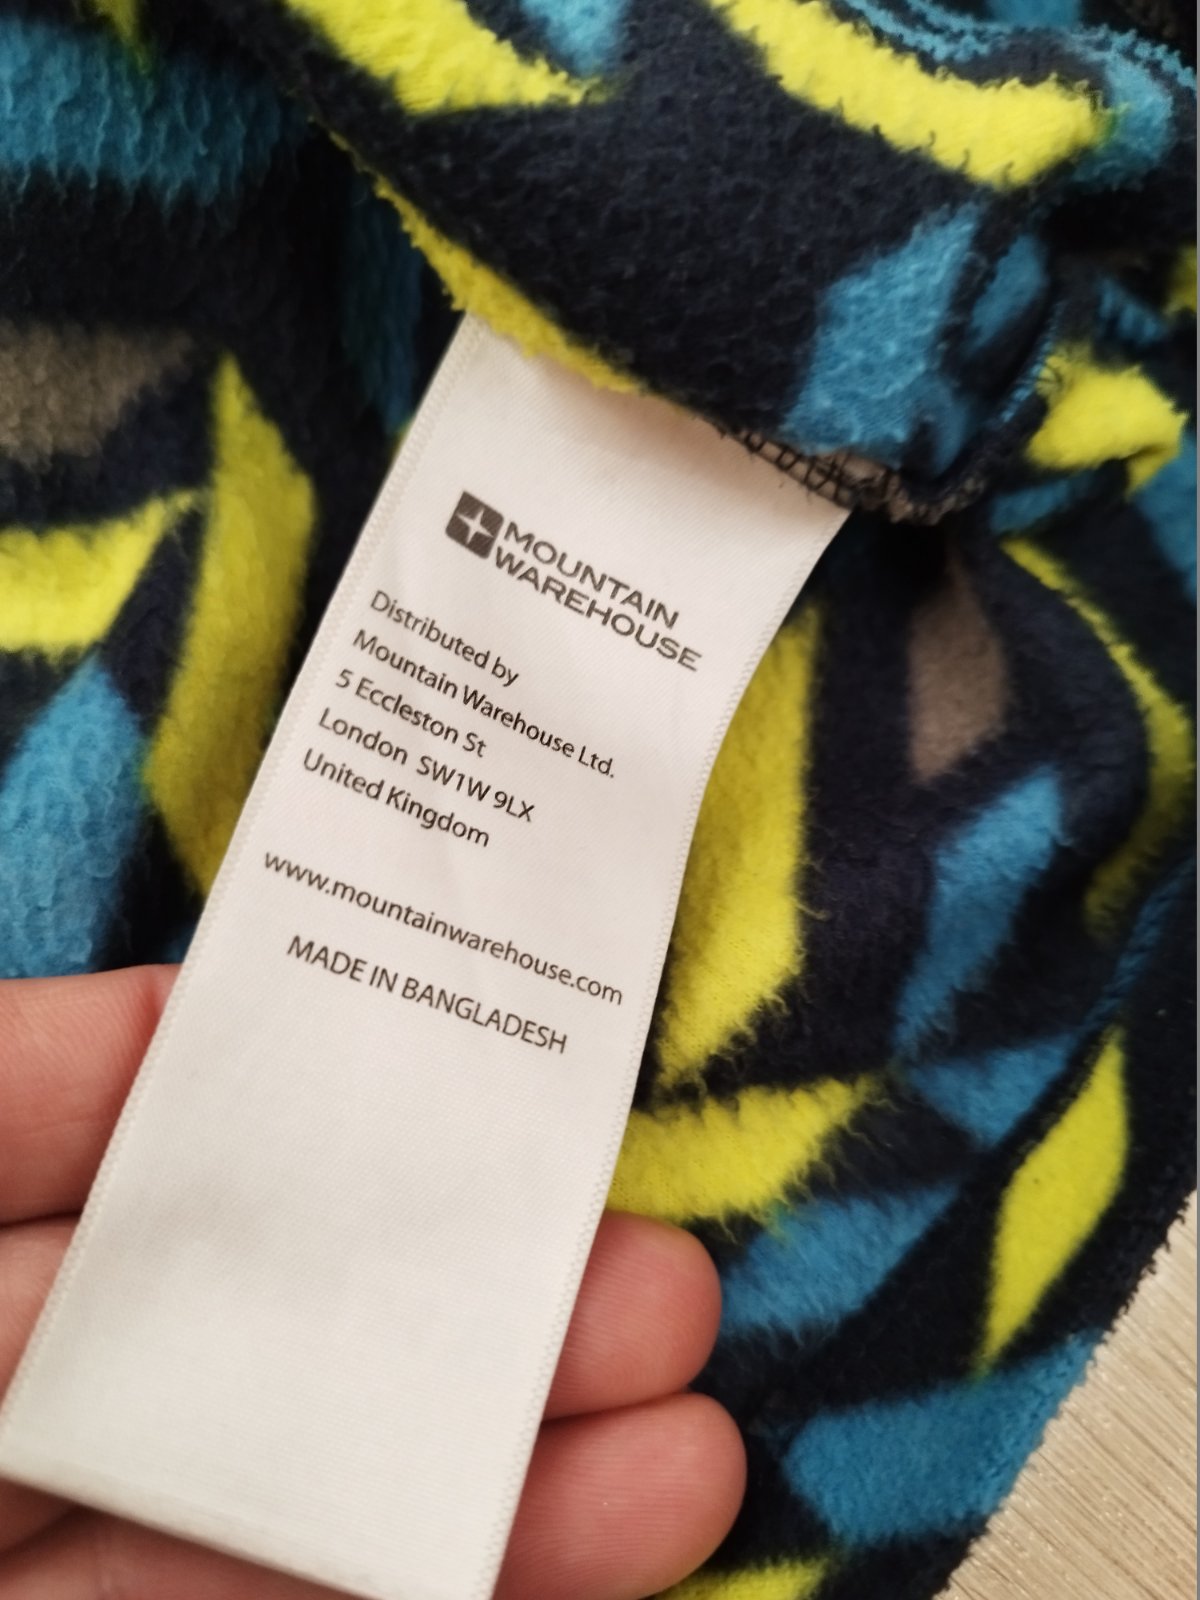 MOUNTAIN
WAREHOUSE
Distributed by
Mountain Warehouse Ltd.
5 Eccleston St
London SW1W 9LX
United Kingdom
www.mountainwarehouse.com
MADE IN BANGLADESH